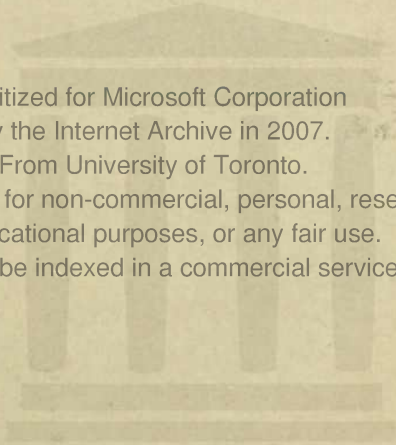 itized for Microsoft Corporation
the Internet Archive in 2007.
From University of Toronto.
for non-commercial, personal, rese
cational purposes, or any fair use.
be indexed in a commercial service